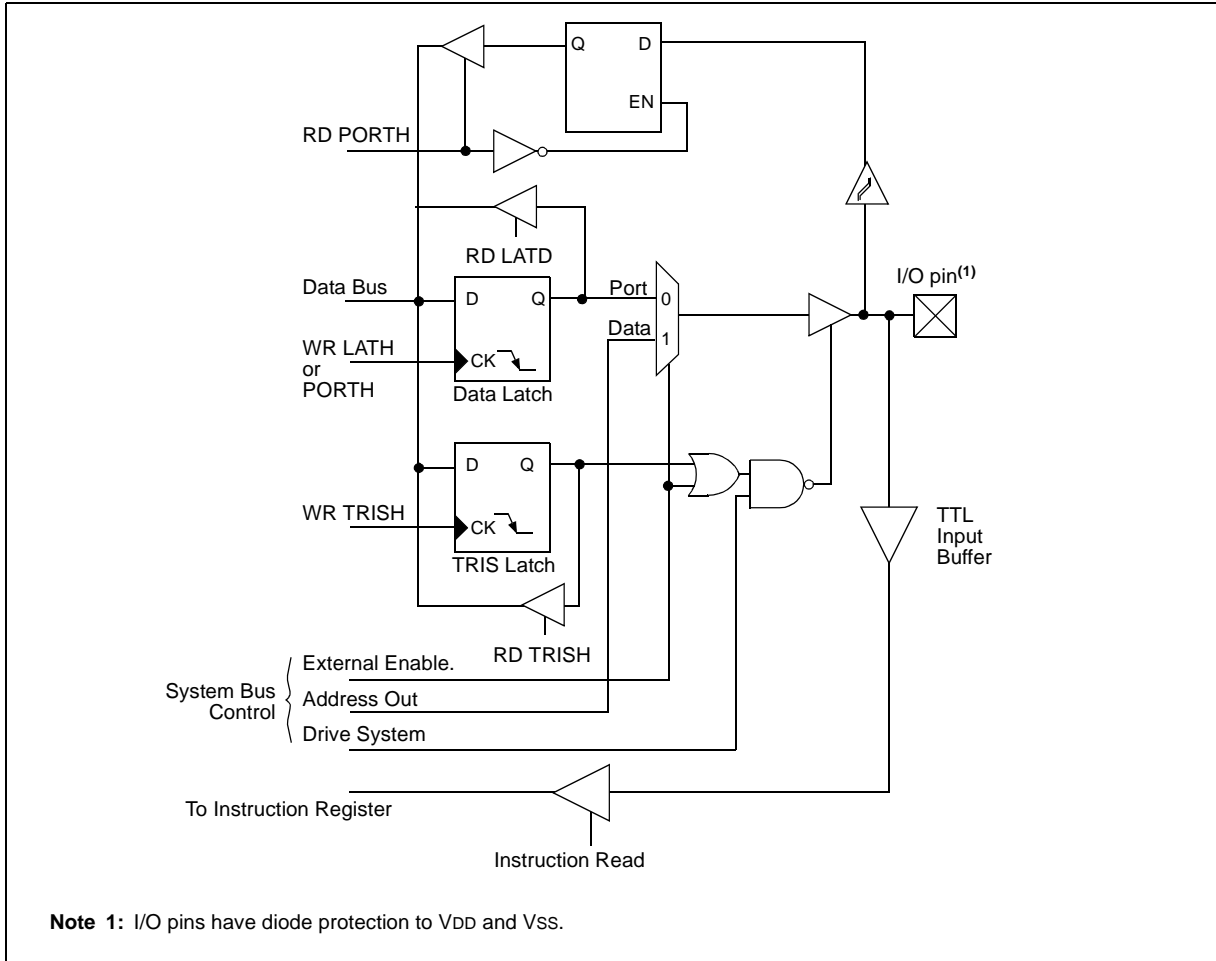 Q
D
EN
RD PORTH
RD LATD
I/O pin(1)
Data Bus
D
Q
Port
0
Data
1
WR LATH
or
PORTH
CK
Data Latch
D
Q
WR TRISH
CK
TRIS Latch
TTL
Input
Buffer
RD TRISH
External Enable.
System Bus
Control
Address Out
Drive System
To Instruction Register
Instruction Read
Note 1: I/O pins have diode protection to VDD and VSS.